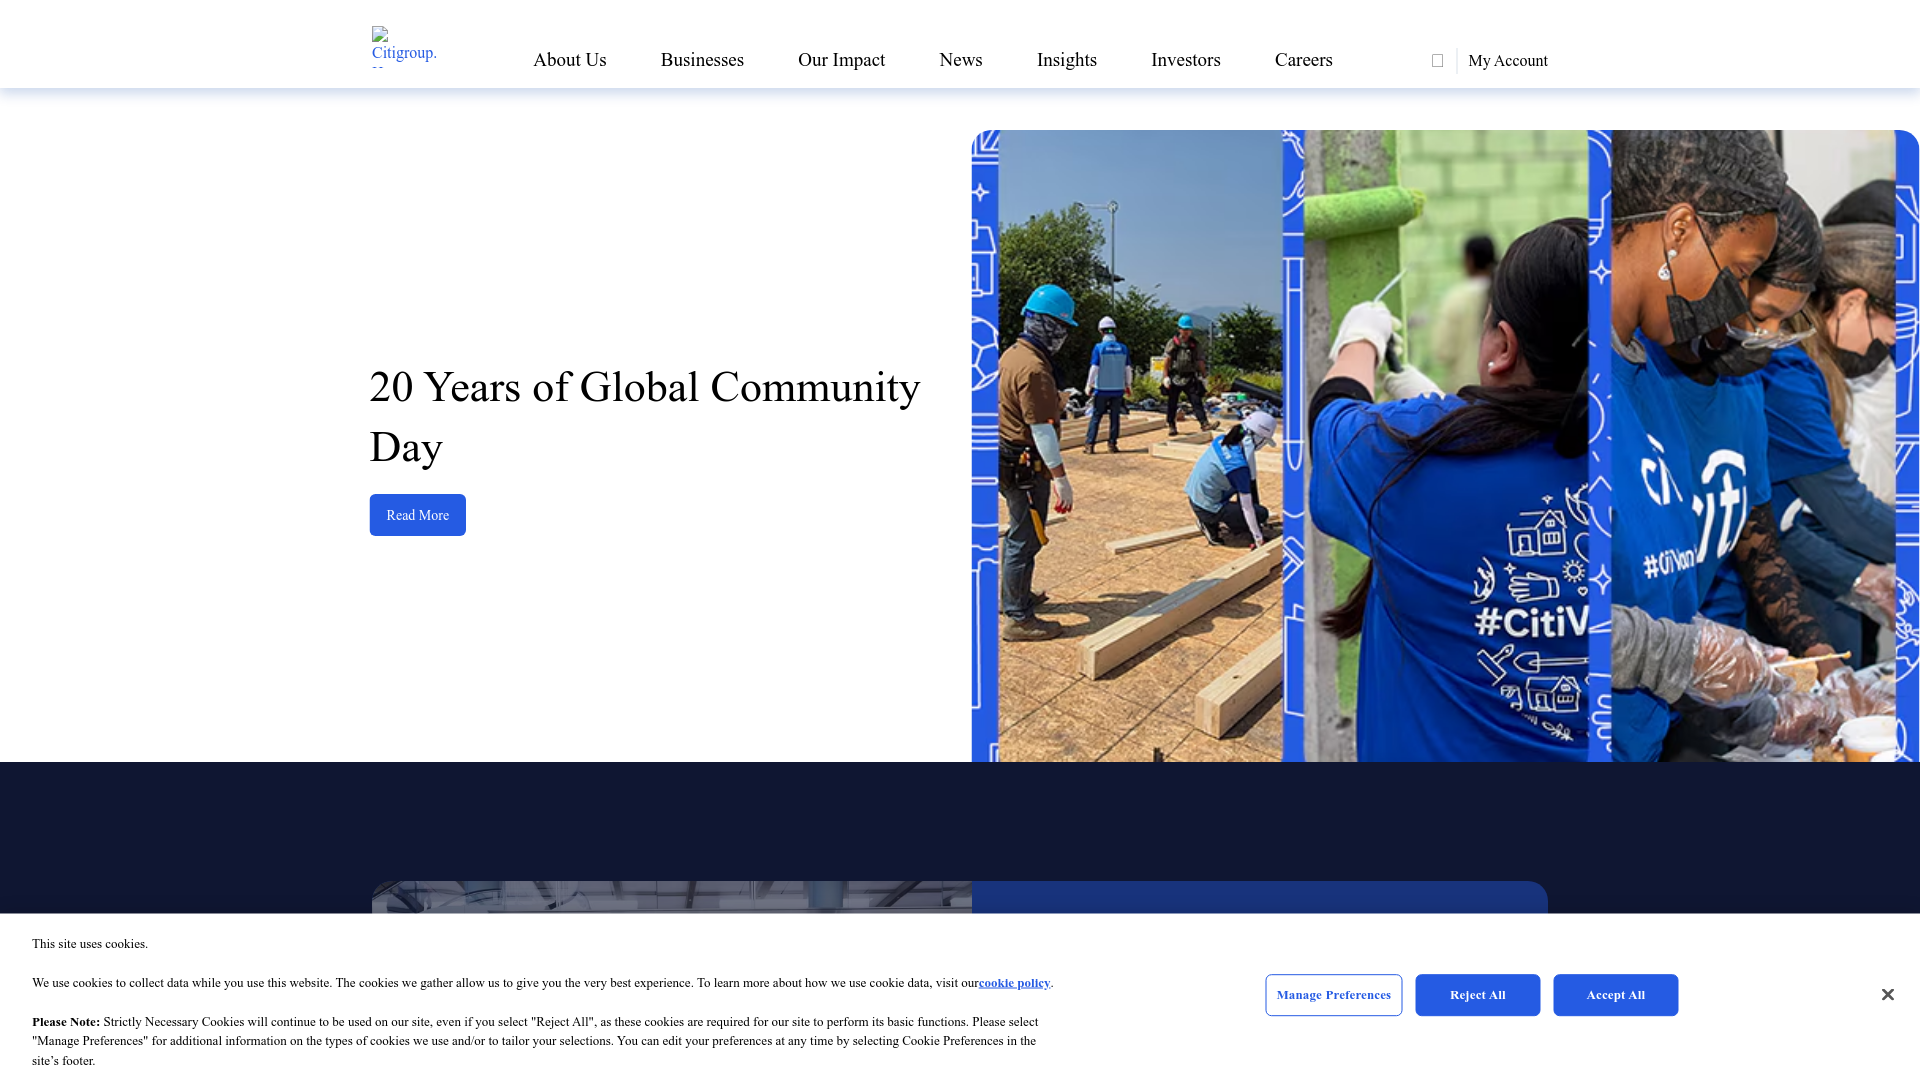 Citigroup.
About Us
Businesses
Our Impact
News
Insights
Investors
Careers
My Account
20 Years of Global Community
Day
Read More
#CitiV
citi
This site uses cookies.
We use cookies to collect data while you use this website. The cookies we gather allow us to give you the very best experience. To learn more about how we use cookie data, visit our cookie policy.
Please Note: Strictly Necessary Cookies will continue to be used on our site, even if you select "Reject All", as these cookies are required for our site to perform its basic functions. Please select
"Manage Preferences" for additional information on the types of cookies we use and/or to tailor your selections. You can edit your preferences at any time by selecting Cookie Preferences in the
site’s footer.
Manage Preferences
Reject All
Accept All